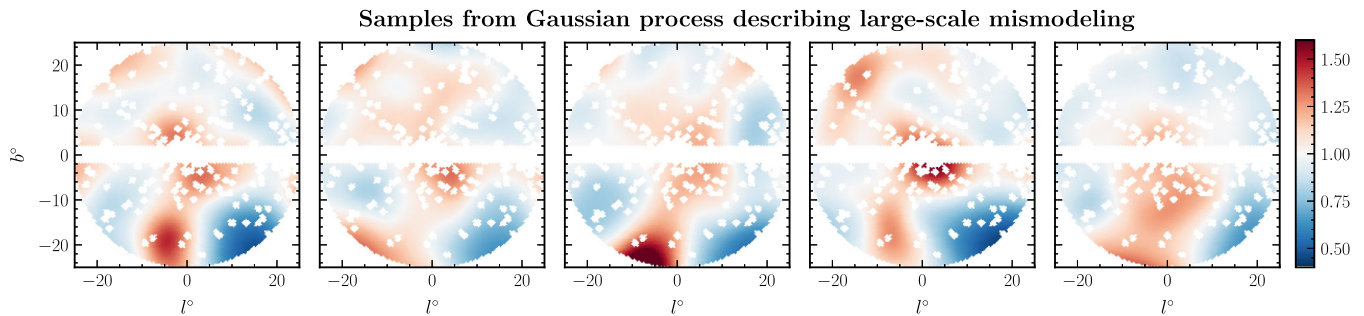 Samples from Gaussian process describing large-scale mismodeling
20
10
0
−10
−20
b°
−20 0 20 −20 0 20 −20 0 20 −20 0 20 −20 0 20
l° l° l° l° l°
1.50
1.25
1.00
0.75
0.50